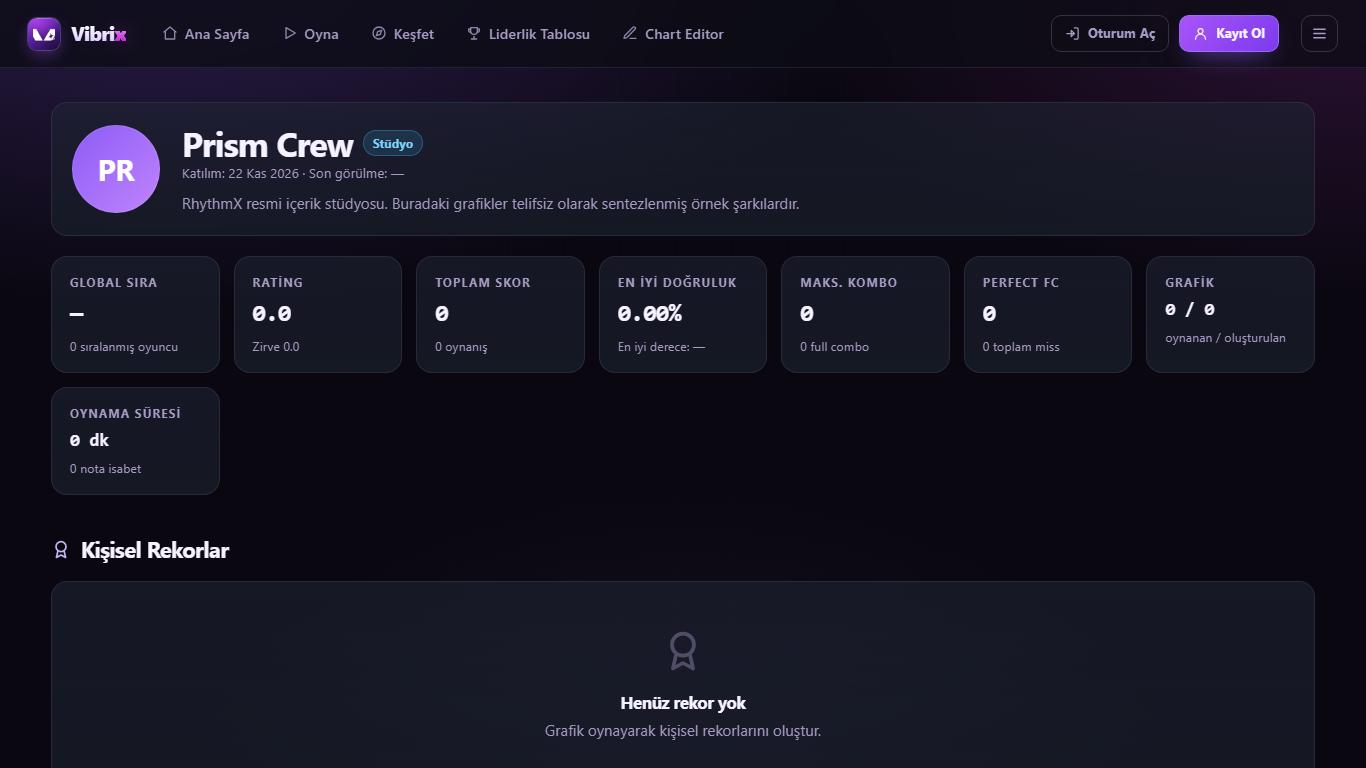 Vibrix
Ana Sayfa
Oyna
Keşfet
Liderlik Tablosu
Chart Editor
Oturum Aç
Kayıt Ol
PR
Prism Crew
Stüdyo
Katılım: 22 Kas 2026 · Son görülme: —
RhythmX resmi içerik stüdyosu. Buradaki grafikler telifsiz olarak sentezlenmiş örnek şarkılardır.
GLOBAL SIRA
—
0 sıralanmış oyuncu
RATİNG
0.0
Zirve 0.0
TOPLAM SKOR
0
0 oynanış
EN İYİ DOĞRULUK
0.00%
En iyi derece: —
MAKS. KOMBO
0
0 full combo
PERFECT FC
0
0 toplam miss
GRAFİK
0 / 0
oynanan / oluşturulan
OYNAMA SÜRESİ
0 dk
0 nota isabet
Kişisel Rekorlar
Henüz rekor yok
Grafik oynayarak kişisel rekorlarını oluştur.